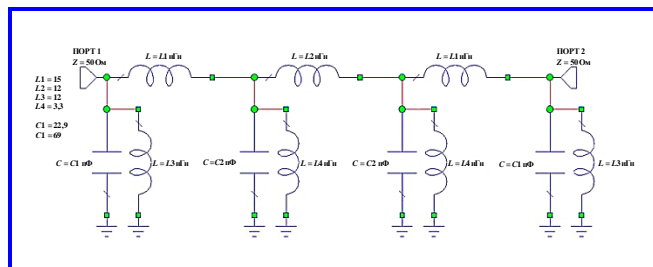 ПОРТ 1
Z = 50 Ом
L = L1 нГн
L = L2 нГн
L = L1 нГн
ПОРТ 2
Z = 50 Ом
L1 = 15
L2 = 12
L3 = 12
L4 = 3,3
C1 = 22,9
C1 = 69
C = C1 пФ
L = L3 нГн
C = C2 пФ
L = L4 нГн
C = C2 пФ
L = L4 нГн
C = C1 пФ
L = L3 нГн